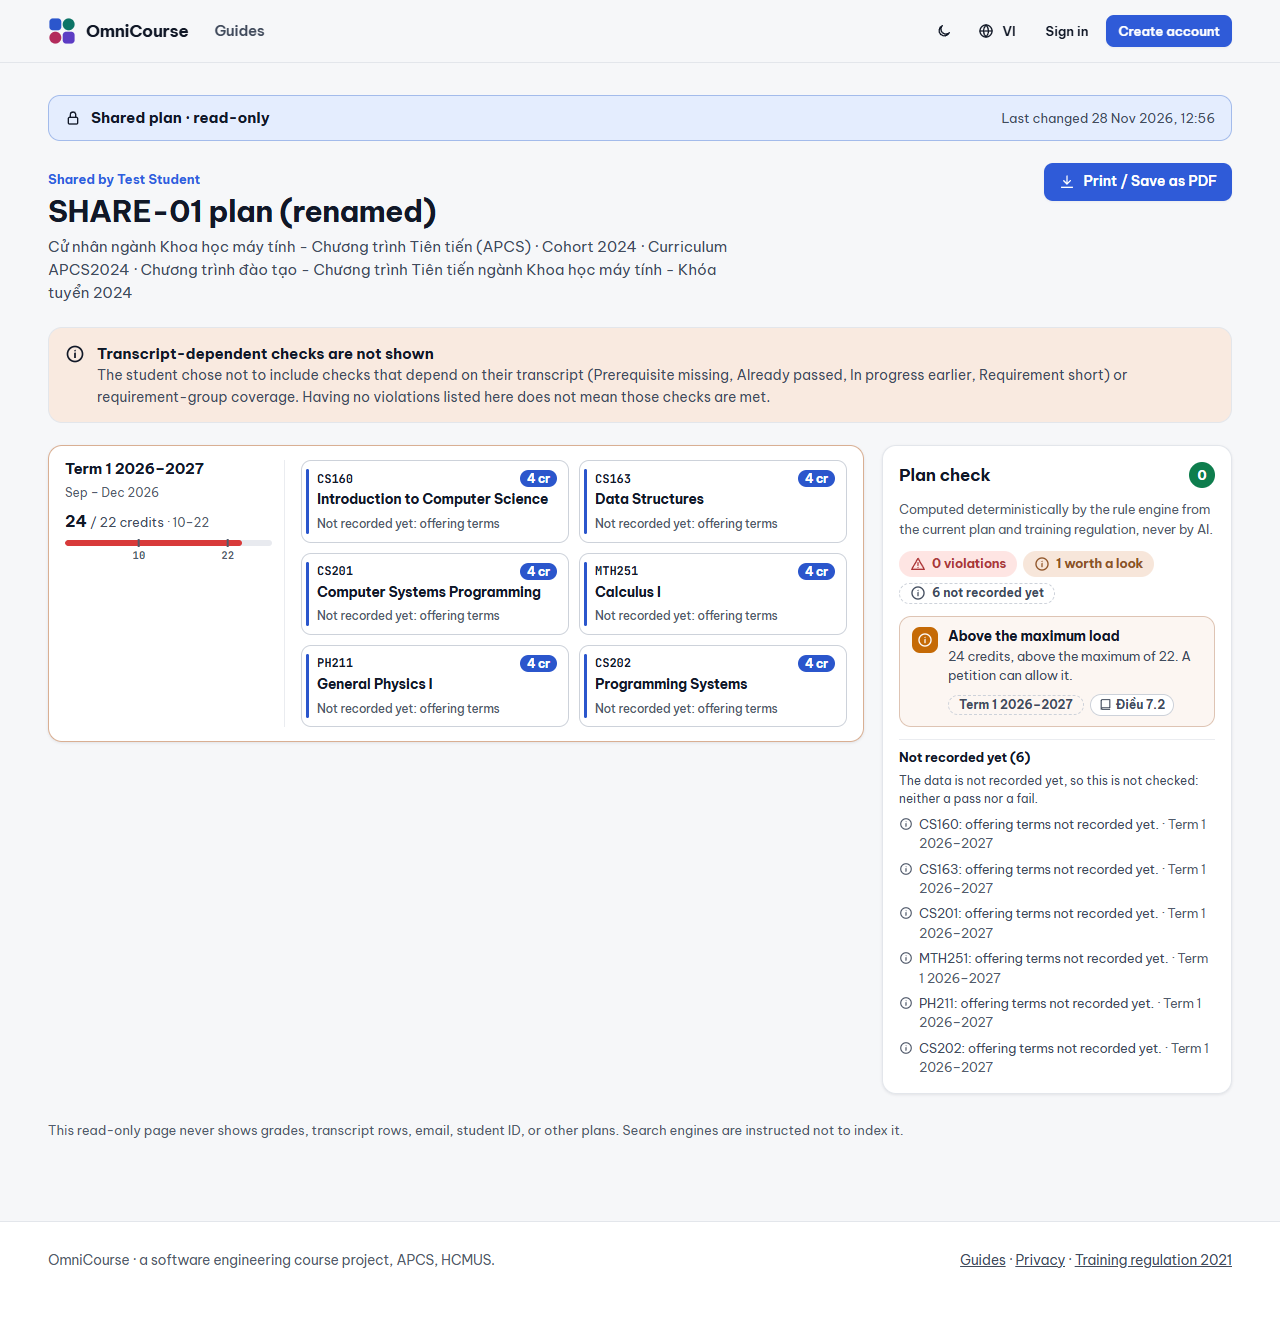 OmniCourse
Guides
VI
Sign in
Create account
Shared plan · read-only
Last changed 28 Nov 2026, 12:56
Shared by Test Student
Print / Save as PDF
SHARE-01 plan (renamed)
Cử nhân ngành Khoa học máy tính - Chương trình Tiên tiến (APCS) · Cohort 2024 · Curriculum
APCS2024 · Chương trình đào tạo - Chương trình Tiên tiến ngành Khoa học máy tính - Khóa
tuyển 2024
Transcript-dependent checks are not shown
The student chose not to include checks that depend on their transcript (Prerequisite missing, Already passed, In progress earlier, Requirement short) or
requirement-group coverage. Having no violations listed here does not mean those checks are met.
Term 1 2026–2027
Sep – Dec 2026
24 / 22 credits · 10–22
10
22
CS160
4 cr
Introduction to Computer Science
Not recorded yet: offering terms
CS163
4 cr
Data Structures
Not recorded yet: offering terms
CS201
4 cr
Computer Systems Programming
Not recorded yet: offering terms
MTH251
4 cr
Calculus I
Not recorded yet: offering terms
PH211
4 cr
General Physics I
Not recorded yet: offering terms
CS202
4 cr
Programming Systems
Not recorded yet: offering terms
Plan check
0
Computed deterministically by the rule engine from
the current plan and training regulation, never by AI.
0 violations
1 worth a look
6 not recorded yet
Above the maximum load
24 credits, above the maximum of 22. A
petition can allow it.
Term 1 2026–2027
Điều 7.2
Not recorded yet (6)
The data is not recorded yet, so this is not checked:
neither a pass nor a fail.
CS160: offering terms not recorded yet. · Term 1
2026–2027
CS163: offering terms not recorded yet. · Term 1
2026–2027
CS201: offering terms not recorded yet. · Term 1
2026–2027
MTH251: offering terms not recorded yet. · Term
1 2026–2027
PH211: offering terms not recorded yet. · Term 1
2026–2027
CS202: offering terms not recorded yet. · Term 1
2026–2027
This read-only page never shows grades, transcript rows, email, student ID, or other plans. Search engines are instructed not to index it.
OmniCourse · a software engineering course project, APCS, HCMUS.
Guides · Privacy · Training regulation 2021